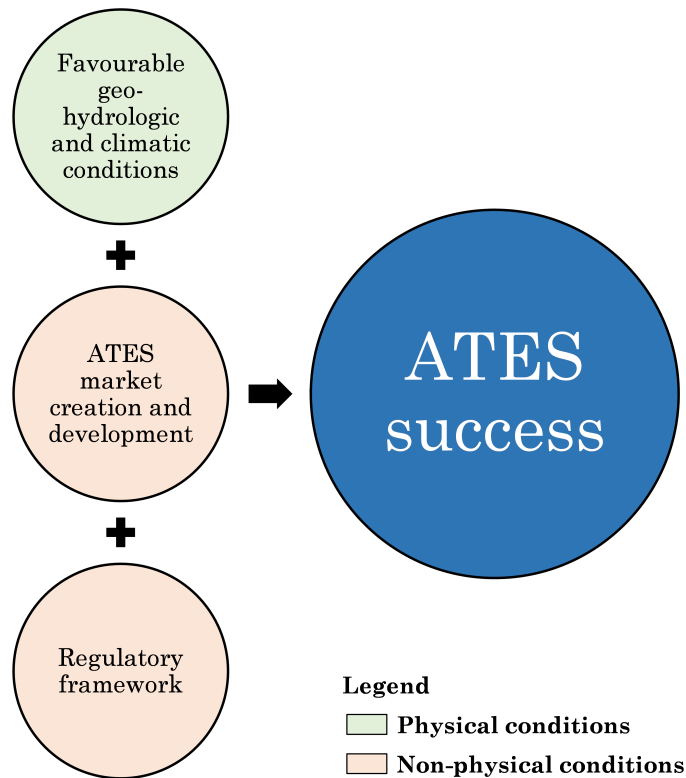 Favourable
geo-
hydrologic
and climatic
conditions
ATES
market
creation and
development
Regulatory
framework
ATES
success
Legend
Physical conditions
Non-physical conditions